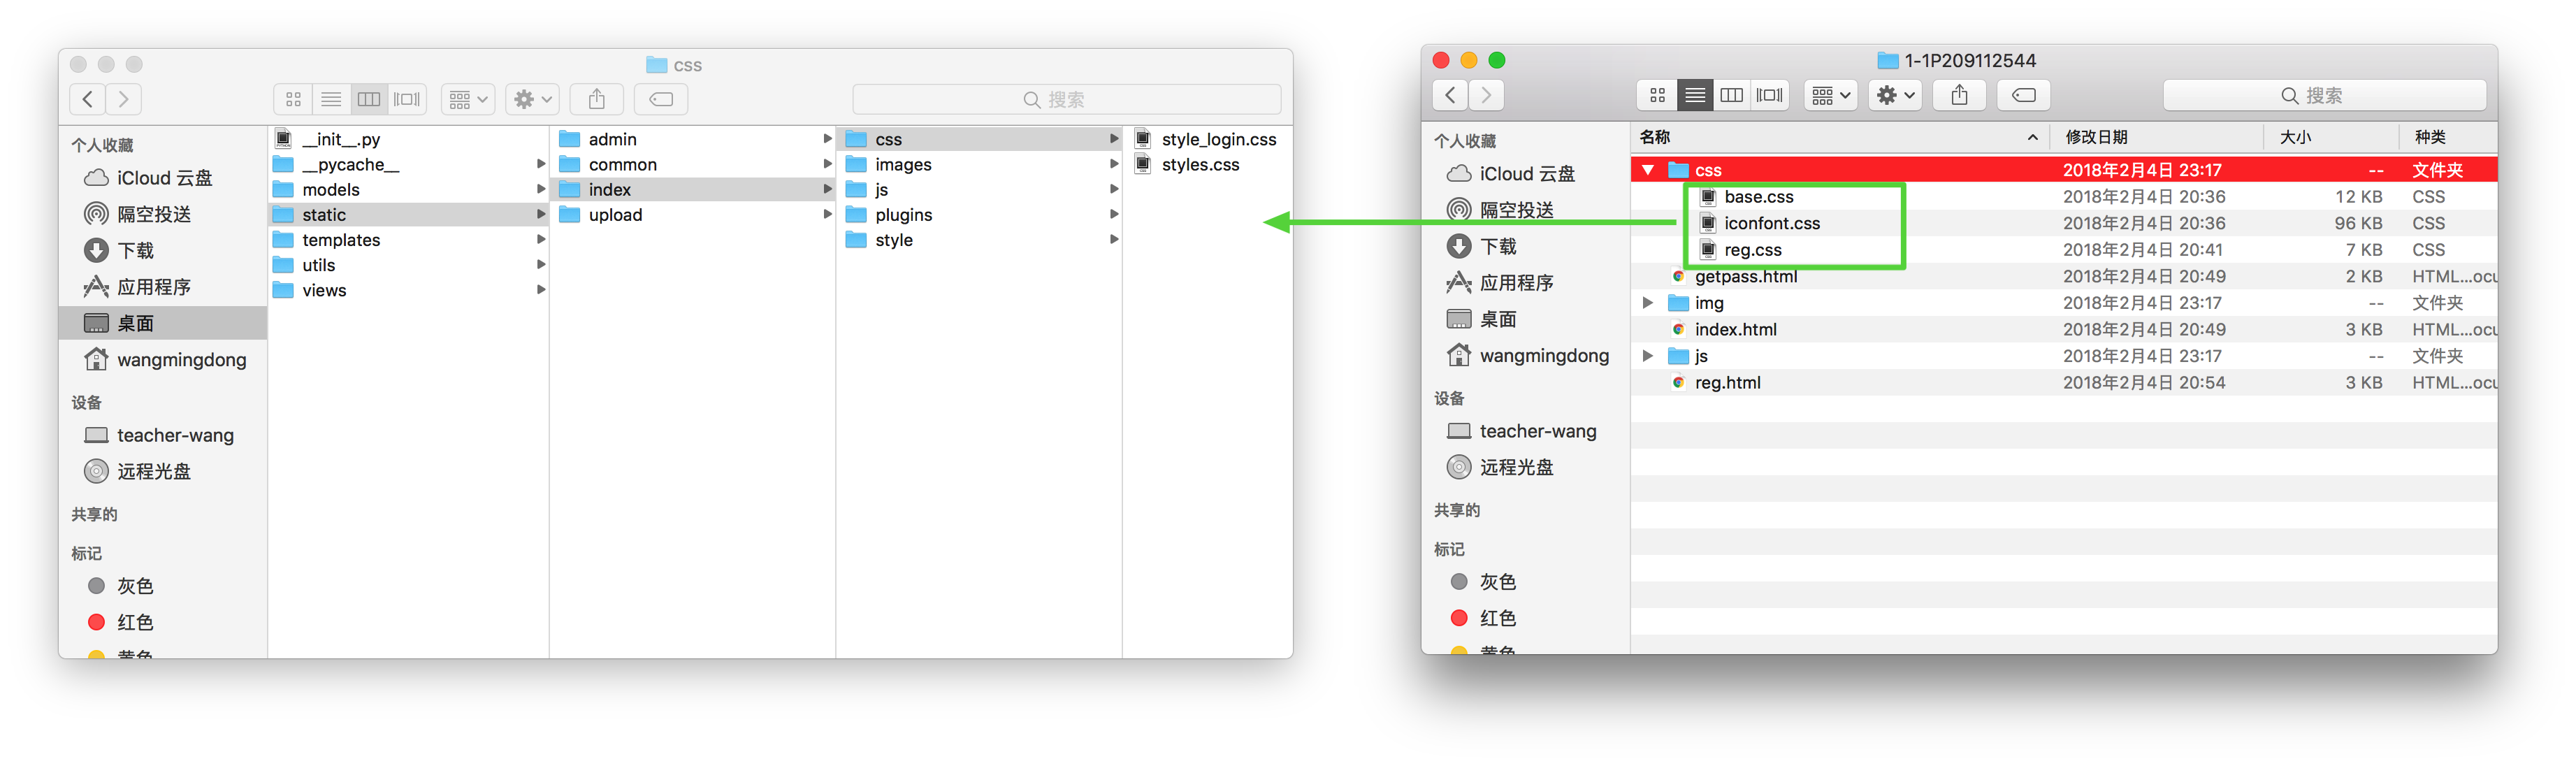 css
搜索
个人收藏
iCloud 云盘
隔空投送
下载
应用程序
桌面
wangmingdong
设备
teacher-wang
远程光盘
共享的
标记
灰色
红色
黄色
__init__.py
__pycache__
models
static
templates
utils
views
admin
common
index
upload
css
images
js
plugins
style
style_login.css
styles.css
1-1P209112544
搜索
个人收藏
iCloud 云盘
隔空投送
下载
应用程序
桌面
wangmingdong
设备
teacher-wang
远程光盘
共享的
标记
灰色
红色
黄色
名称 修改日期 大小 种类
css 2018年2月4日 23:17 -- 文件夹
base.css 2018年2月4日 20:36 12 KB CSS
iconfont.css 2018年2月4日 20:36 96 KB CSS
reg.css 2018年2月4日 20:41 7 KB CSS
getpass.html 2018年2月4日 20:49 2 KB HTML...ocu
img 2018年2月4日 23:17 -- 文件夹
index.html 2018年2月4日 20:49 3 KB HTML...ocu
js 2018年2月4日 23:17 -- 文件夹
reg.html 2018年2月4日 20:54 3 KB HTML...ocu